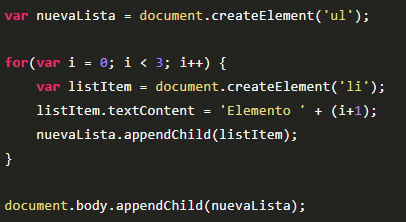 var nuevaLista = document.createElement('ul');
for(var i = 0; i < 3; i++) {
var listItem = document.createElement('li');
listItem.textContent = 'Elemento ' + (i+1);
nuevaLista.appendChild(listItem);
}
document.body.appendChild(nuevaLista);